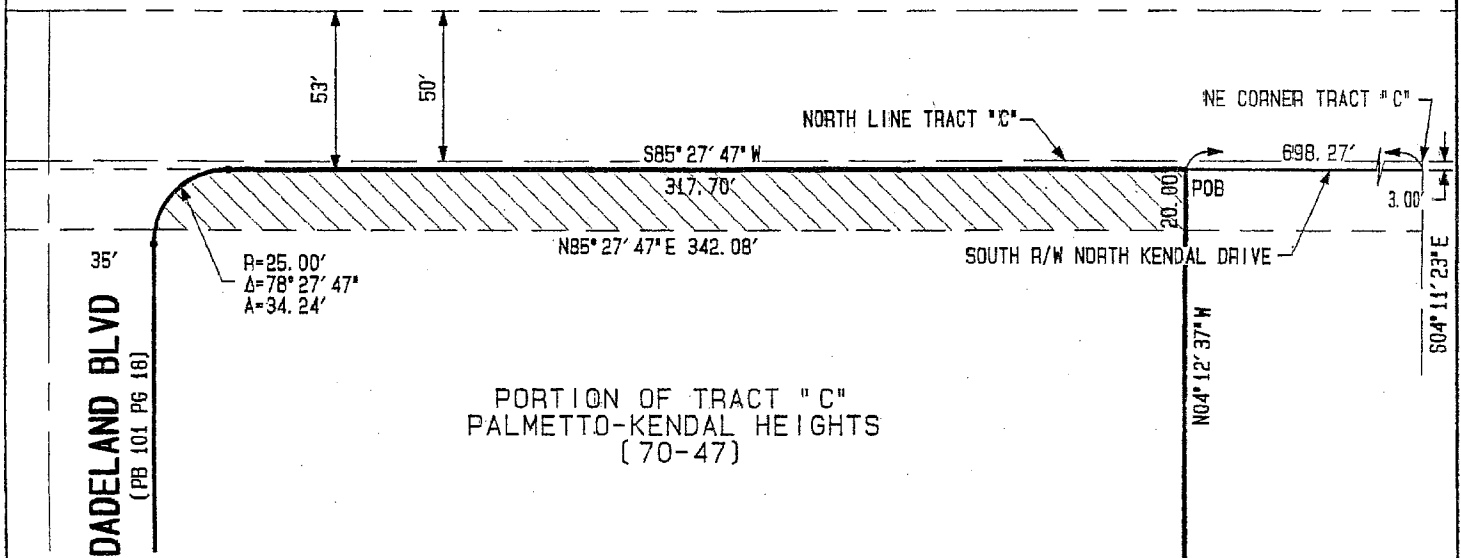 53'
50'
NE CORNER TRACT "C"
NORTH LINE TRACT "C"
S85°27'47"W
317.70'
698.27'
20.00
POB
3.00'
N85°27'47"E 342.08'
SOUTH R/W NORTH KENDAL DRIVE
35'
R=25.00'
Δ=78°27'47"
A=34.24'
S04°11'23"E
N04°12'37"W
DADELAND BLVD
(PB 101 PG 18)
PORTION OF TRACT "C"
PALMETTO-KENDAL HEIGHTS
(70-47)